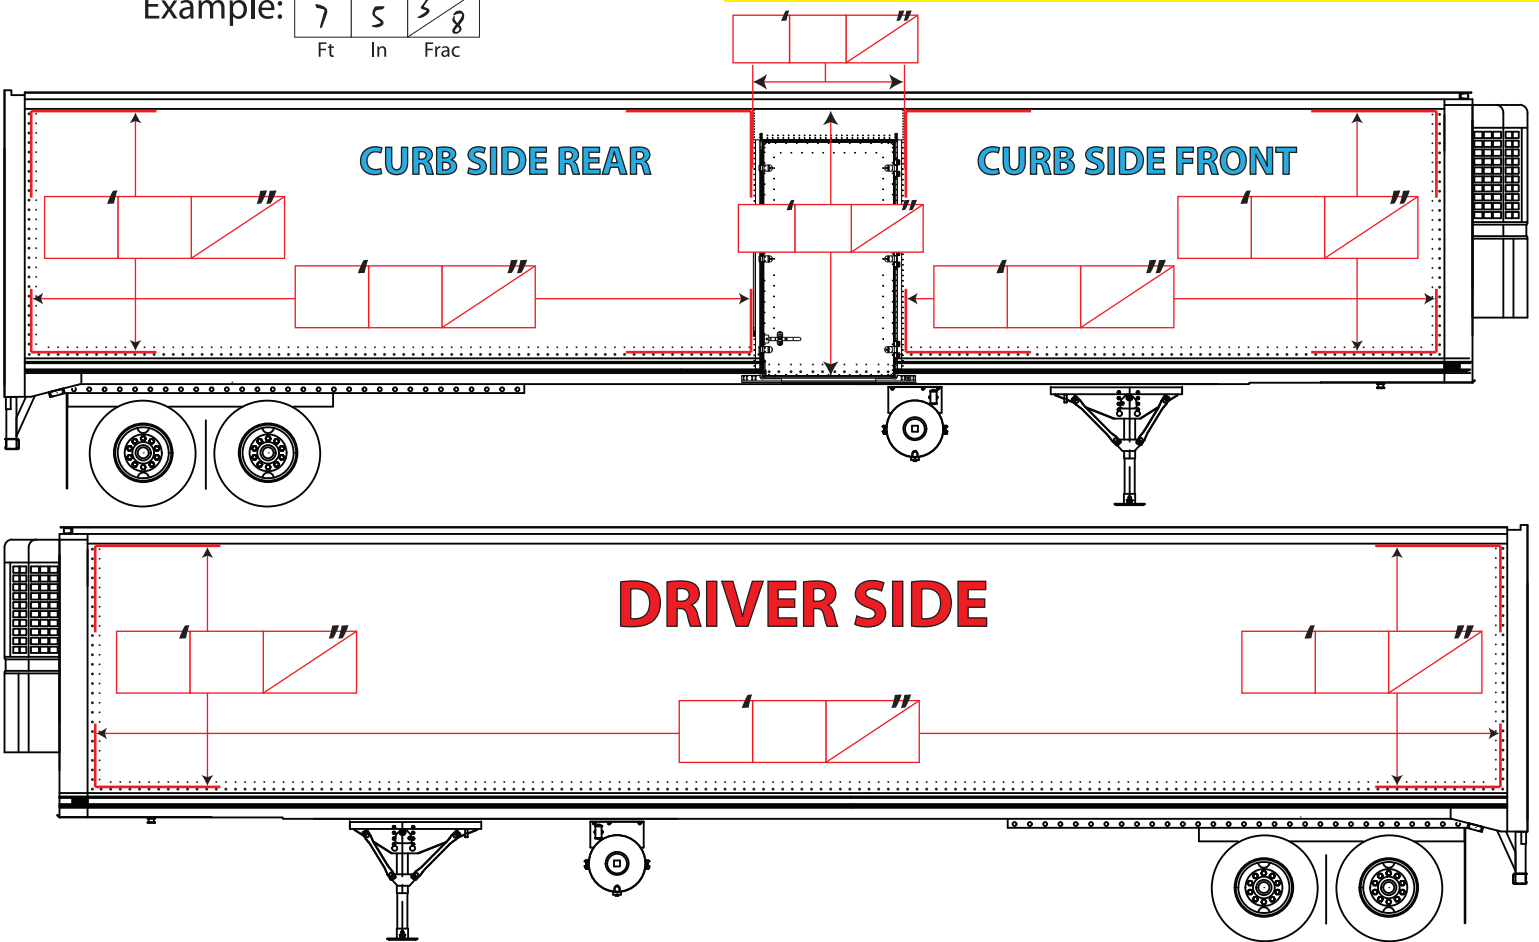 Example:
7 5 3/8
Ft In Frac
' "
CURB SIDE REAR CURB SIDE FRONT
' " ' " ' "
' " ' "
DRIVER SIDE
' " ' "
' "